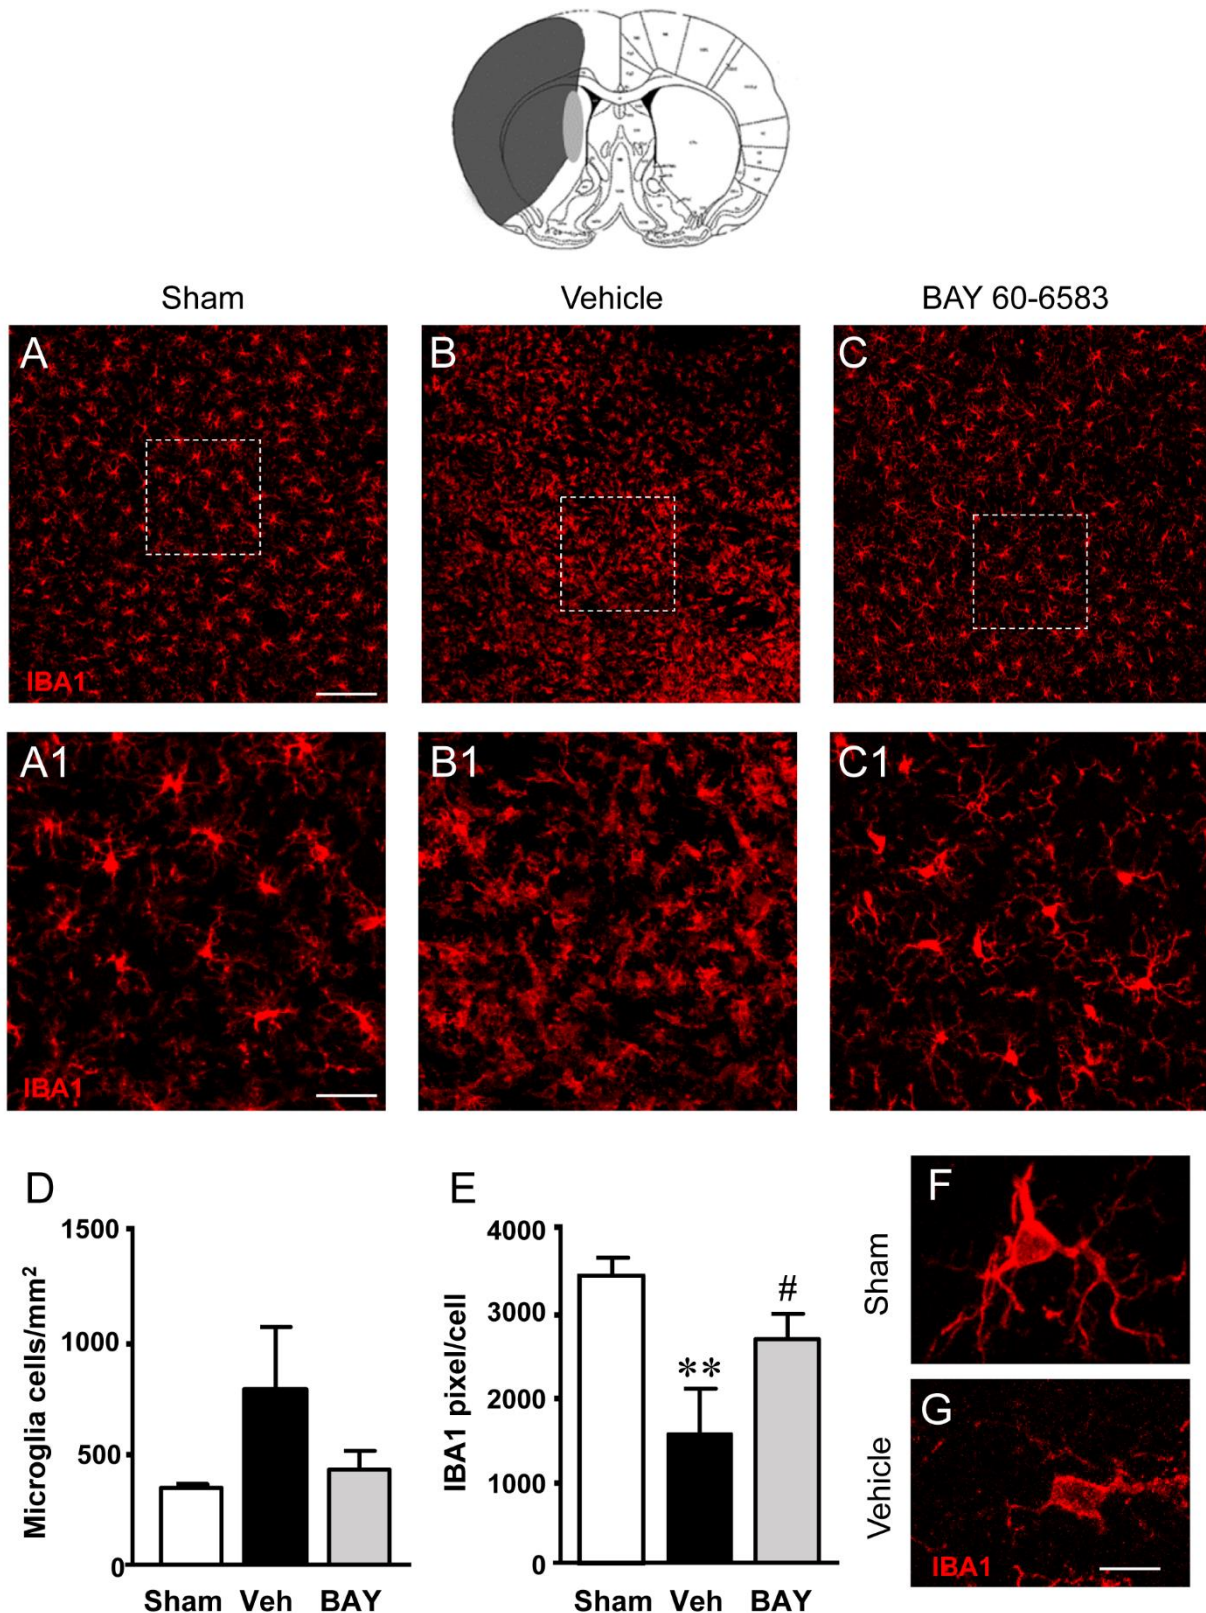 Sham
Vehicle
BAY 60-6583
A
B
C
IBA1
A1
B1
C1
IBA1
D
1500
1000
500
0
Microglia cells/mm²
Sham
Veh
BAY
E
4000
3000
2000
1000
0
IBA1 pixel/cell
**
#
Sham
Veh
BAY
F
Sham
G
Vehicle
IBA1